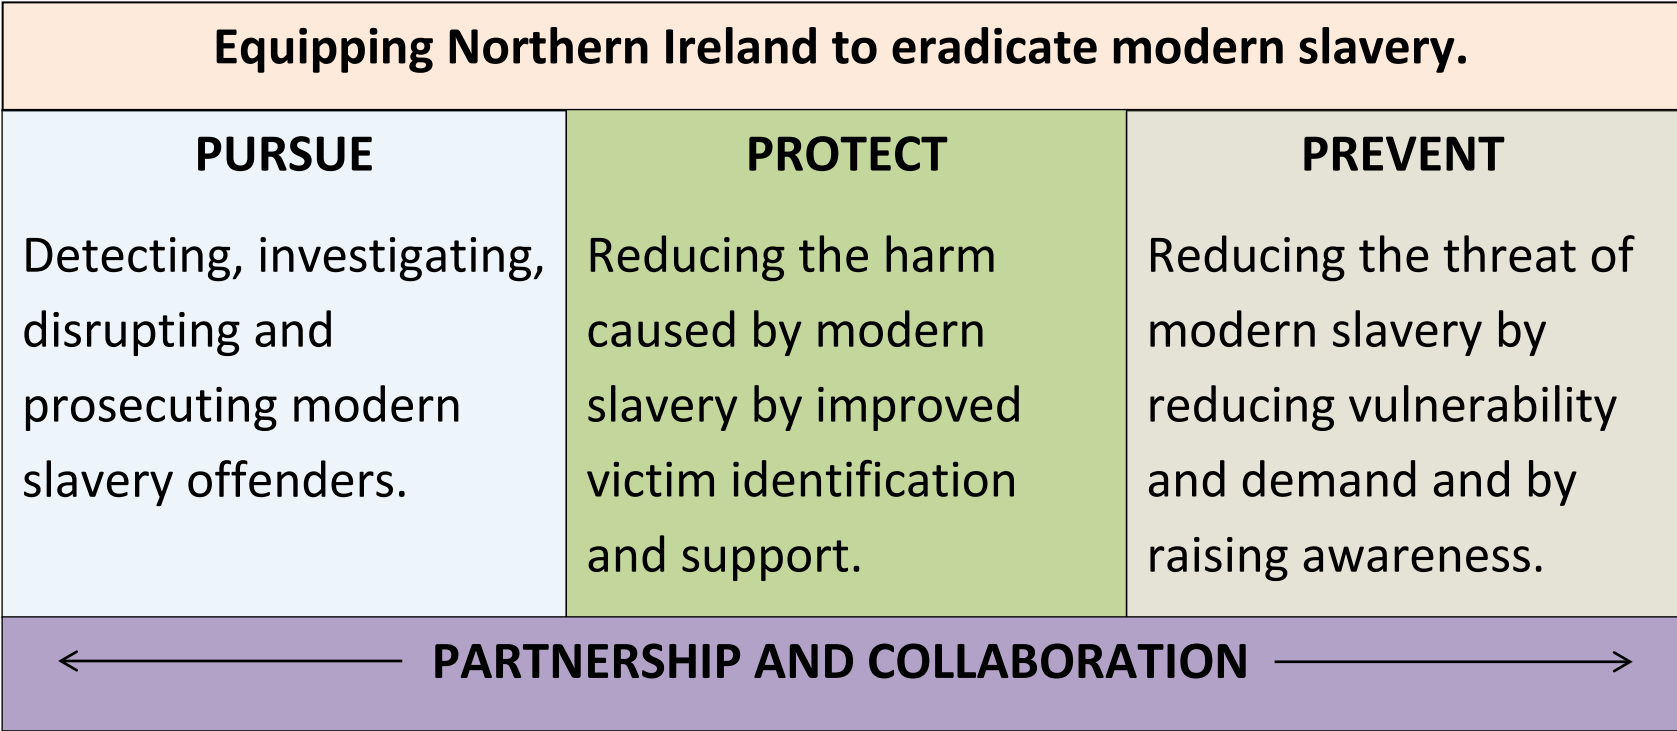 Equipping Northern Ireland to eradicate modern slavery.
PURSUE
Detecting, investigating,
disrupting and
prosecuting modern
slavery offenders.
PROTECT
Reducing the harm
caused by modern
slavery by improved
victim identification
and support.
PREVENT
Reducing the threat of
modern slavery by
reducing vulnerability
and demand and by
raising awareness.
PARTNERSHIP AND COLLABORATION